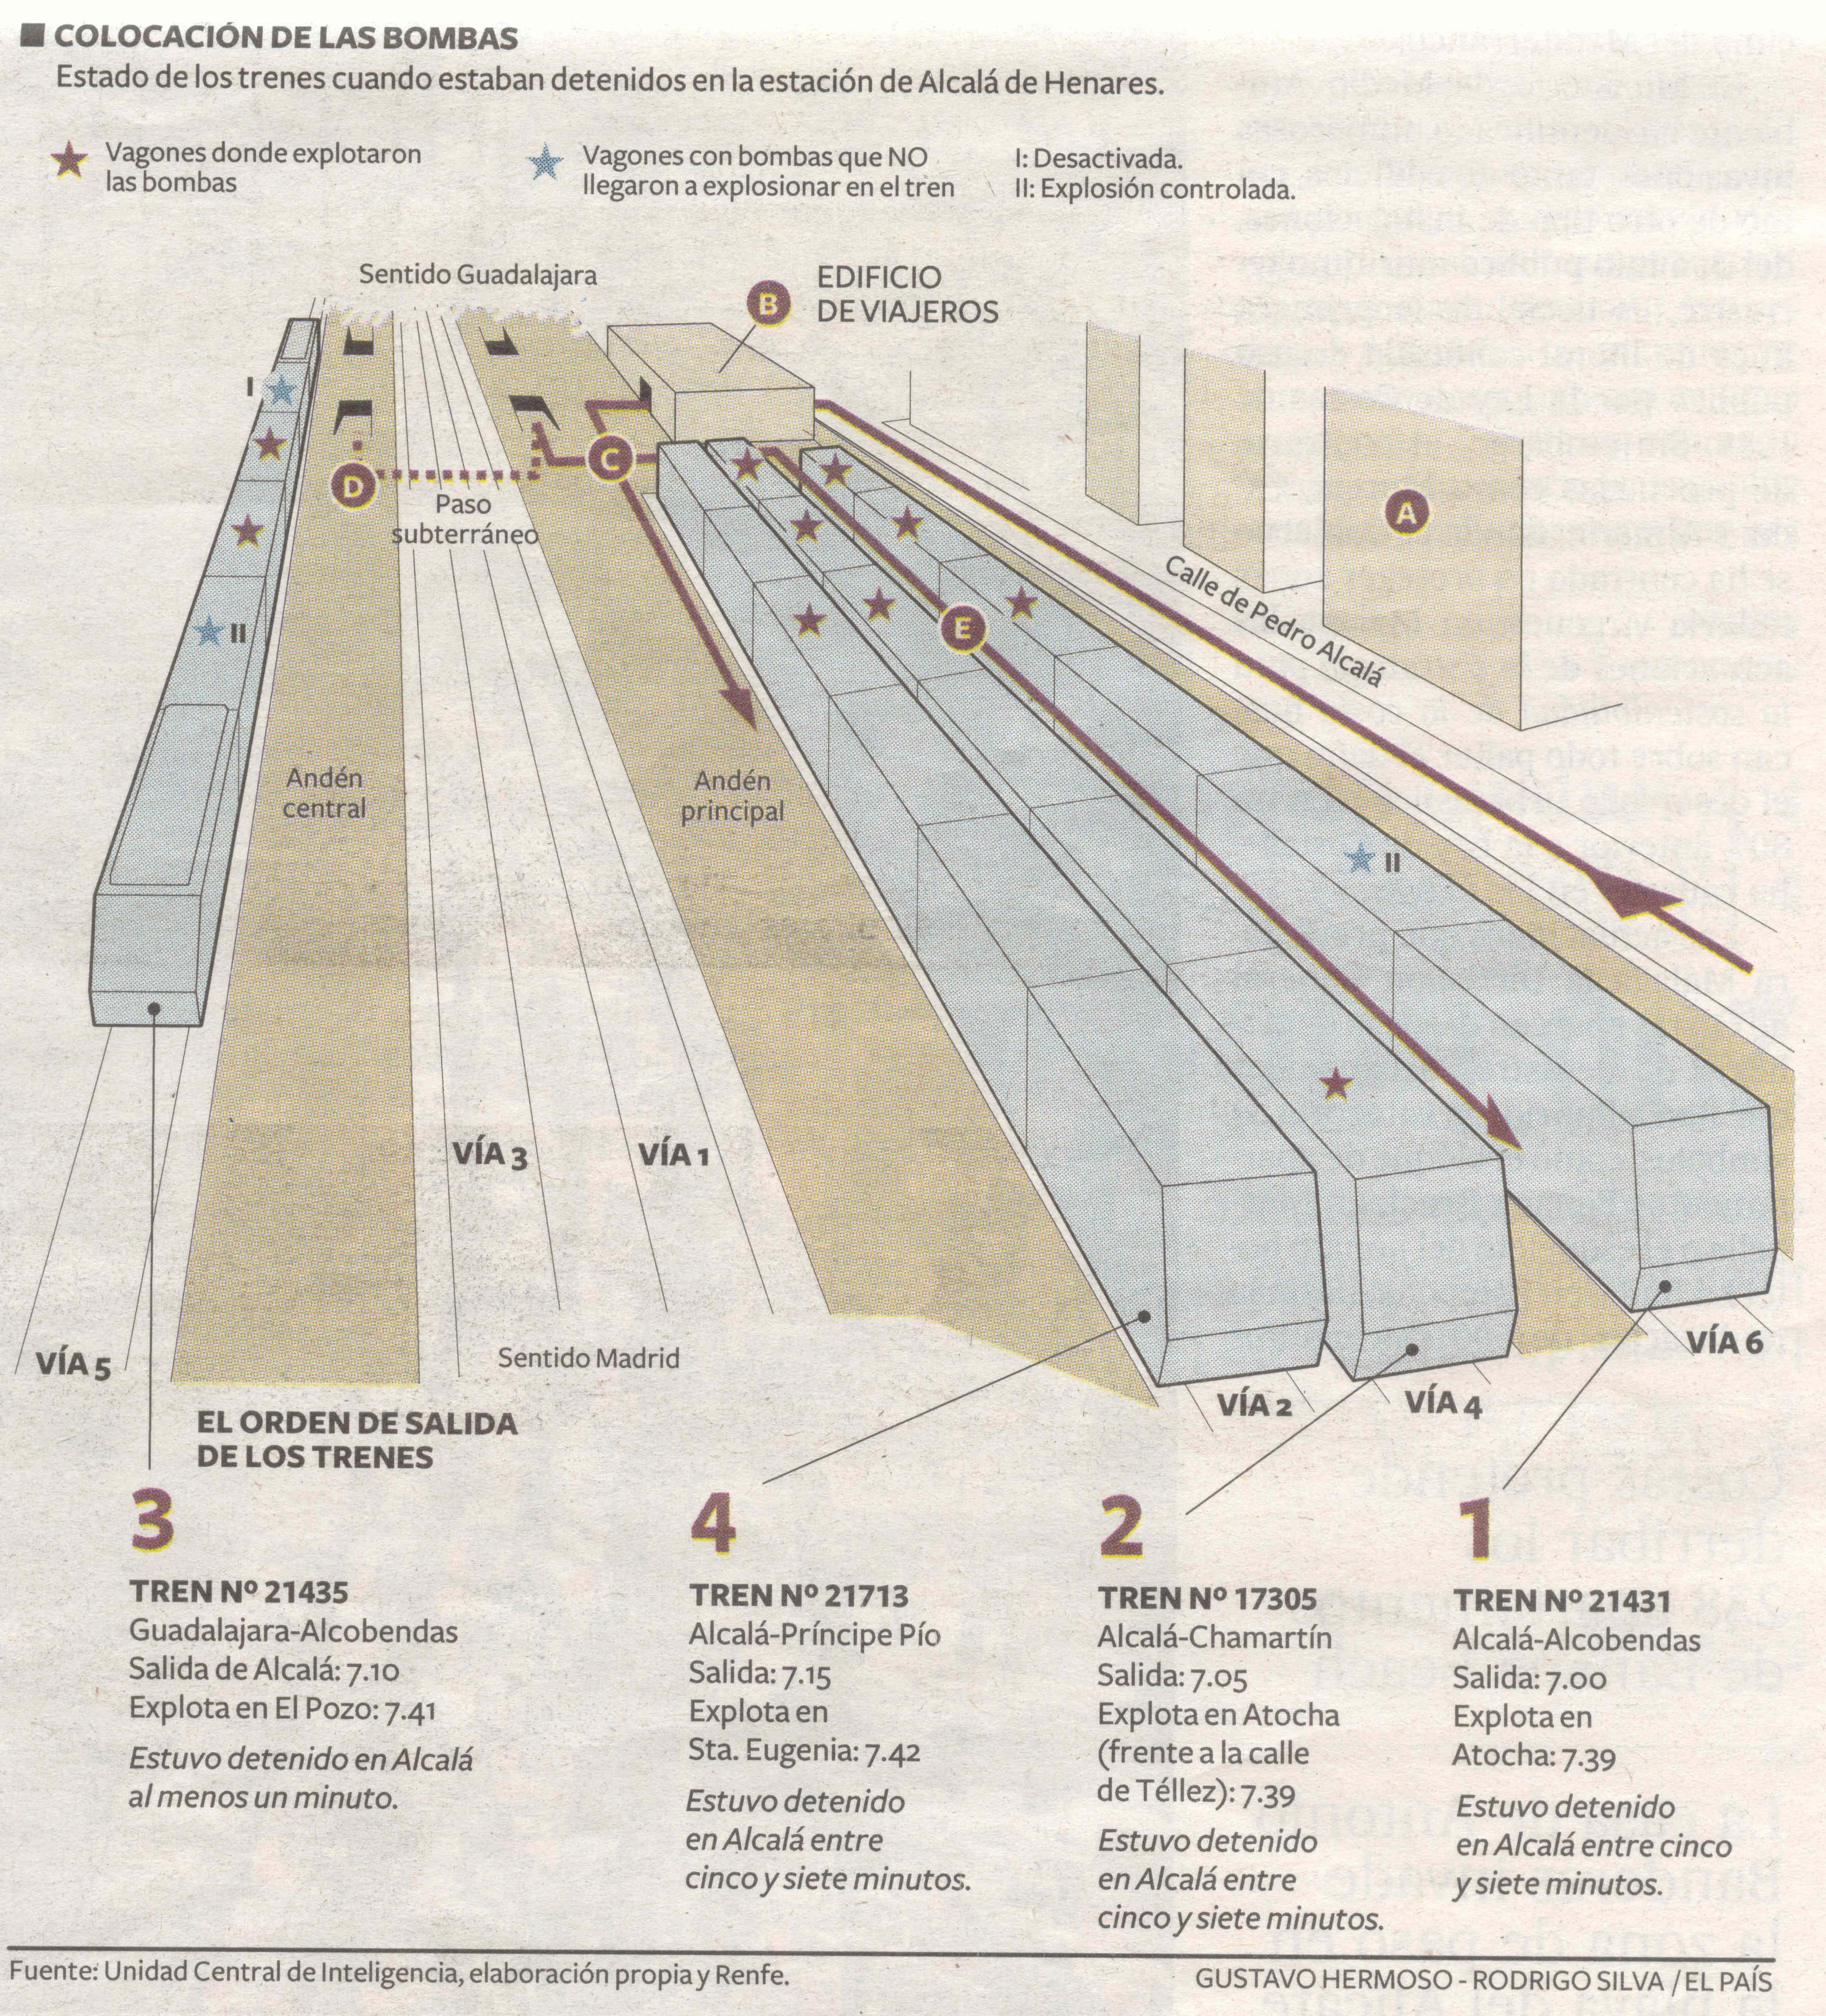 COLOCACIÓN DE LAS BOMBAS
Estado de los trenes cuando estaban detenidos en la estación de Alcalá de Henares.
Vagones donde explotaron
las bombas
Vagones con bombas que NO
llegaron a explosionar en el tren
I: Desactivada.
II: Explosión controlada.
Sentido Guadalajara
B
EDIFICIO
DE VIAJEROS
I
C
D
Paso
subterráneo
A
Calle de Pedro Alcalá
II
E
Andén
central
Andén
principal
II
VÍA 3
VÍA 1
VÍA 5
Sentido Madrid
VÍA 2
VÍA 4
VÍA 6
EL ORDEN DE SALIDA
DE LOS TRENES
3
TREN Nº 21435
Guadalajara-Alcobendas
Salida de Alcalá: 7.10
Explota en El Pozo: 7.41
Estuvo detenido en Alcalá
al menos un minuto.
4
TREN Nº 21713
Alcalá-Príncipe Pío
Salida: 7.15
Explota en
Sta. Eugenia: 7.42
Estuvo detenido
en Alcalá entre
cinco y siete minutos.
2
TREN Nº 17305
Alcalá-Chamartín
Salida: 7.05
Explota en Atocha
(frente a la calle
de Téllez): 7.39
Estuvo detenido
en Alcalá entre
cinco y siete minutos.
1
TREN Nº 21431
Alcalá-Alcobendas
Salida: 7.00
Explota en
Atocha: 7.39
Estuvo detenido
en Alcalá entre cinco
y siete minutos.
Fuente: Unidad Central de Inteligencia, elaboración propia y Renfe.
GUSTAVO HERMOSO - RODRIGO SILVA / EL PAÍS